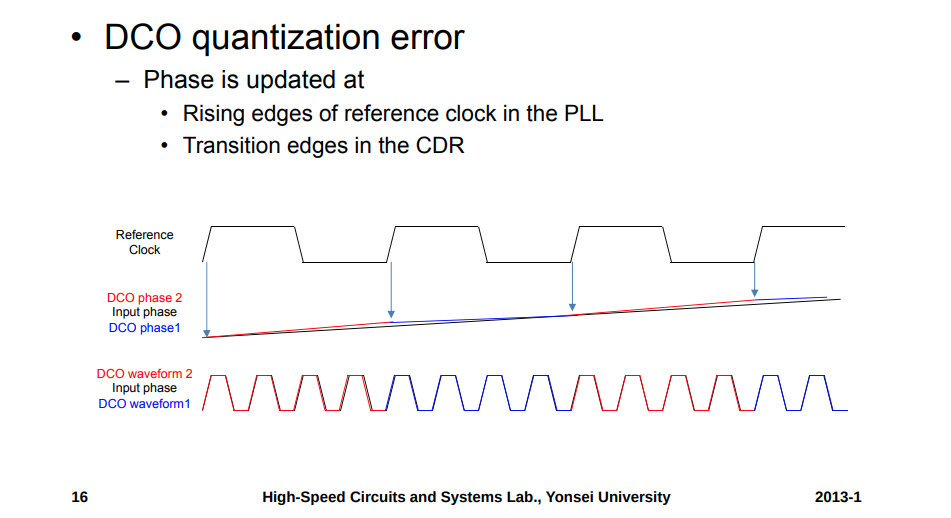 • DCO quantization error
– Phase is updated at
• Rising edges of reference clock in the PLL
• Transition edges in the CDR
Reference
Clock
DCO phase 2
Input phase
DCO phase1
DCO waveform 2
Input phase
DCO waveform1
16 High-Speed Circuits and Systems Lab., Yonsei University 2013-1